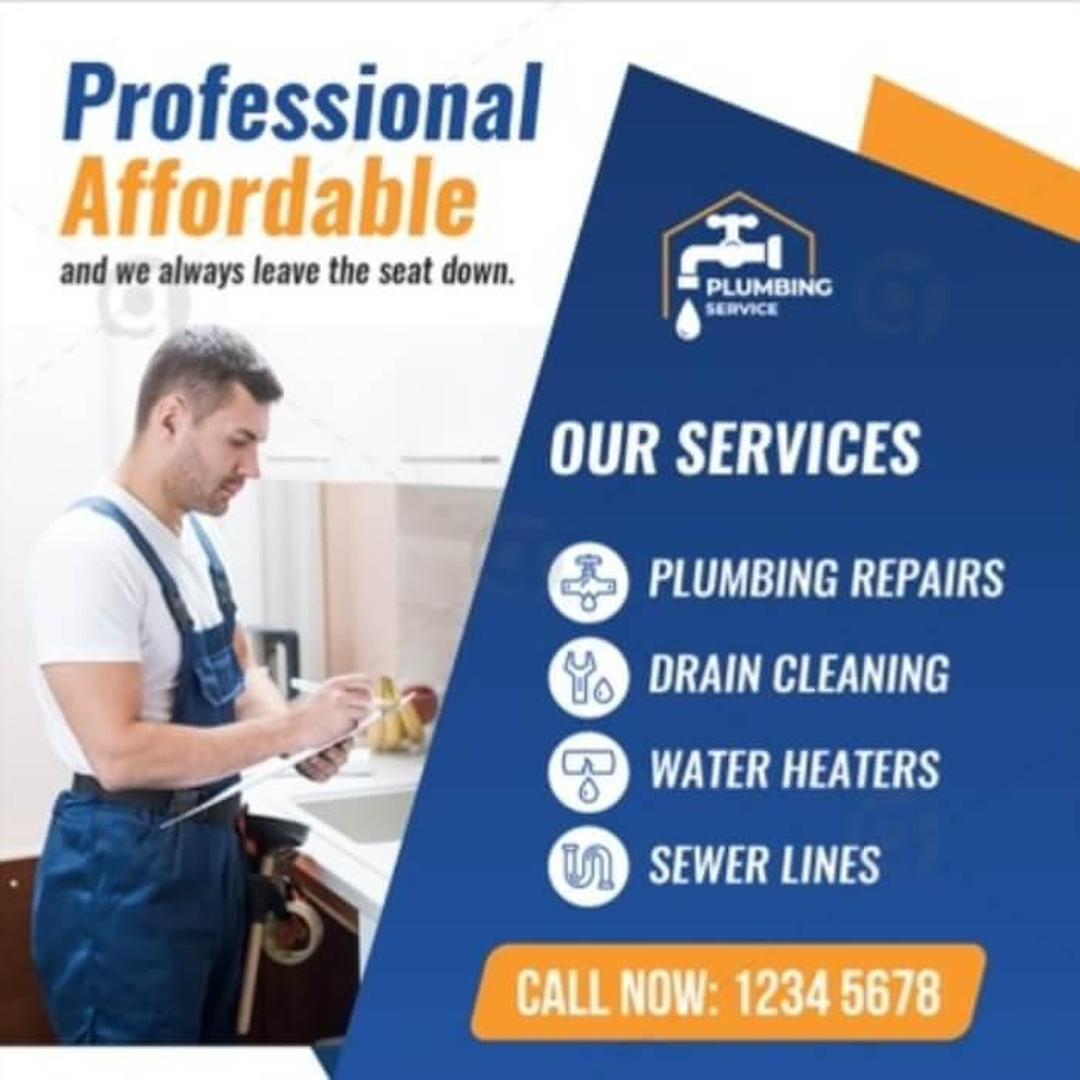 Professional
Affordable
and we always leave the seat down.
PLUMBING
SERVICE
OUR SERVICES
PLUMBING REPAIRS
DRAIN CLEANING
WATER HEATERS
SEWER LINES
CALL NOW: 1234 5678